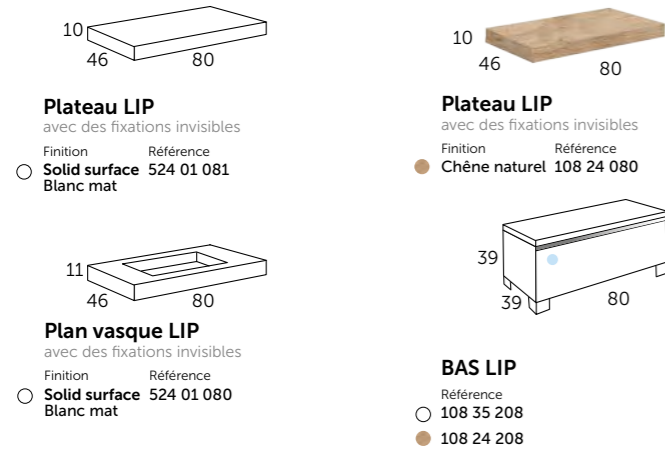 10
46
80
Plateau LIP
avec des fixations invisibles
Finition Référence
Solid surface 524 01 081
Blanc mat
10
46
80
Plateau LIP
avec des fixations invisibles
Finition Référence
Chêne naturel 108 24 080
11
46
80
Plan vasque LIP
avec des fixations invisibles
Finition Référence
Solid surface 524 01 080
Blanc mat
39
39
80
BAS LIP
Référence
108 35 208
108 24 208